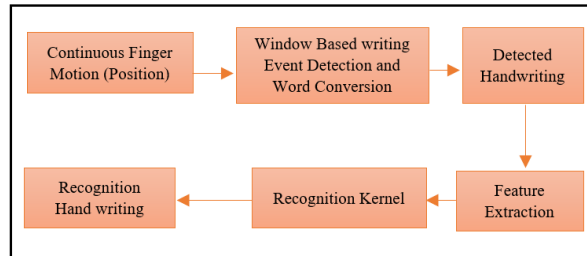 Continuous Finger
Motion (Position)
Window Based writing
Event Detection and
Word Conversion
Detected
Handwriting
Feature
Extraction
Recognition Kernel
Recognition
Hand writing